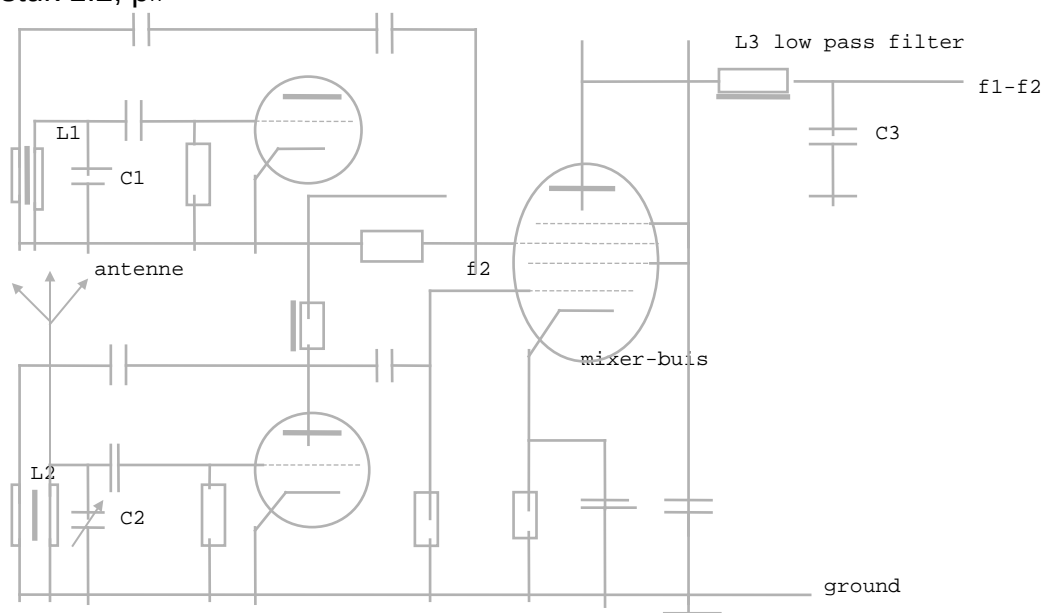 L3 low pass filter
f1-f2
L1
C3
C1
antenne
f2
mixer-buis
L2
C2
ground